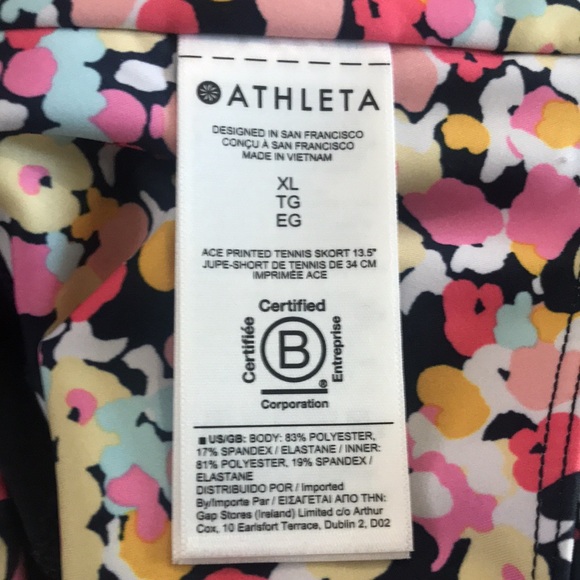 ATHLETA
DESIGNED IN SAN FRANCISCO
CONÇU À SAN FRANCISCO
MADE IN VIETNAM
XL
TG
EG
ACE PRINTED TENNIS SKORT 13.5"
JUPE-SHORT DE TENNIS DE 34 CM
IMPRIMÉE ACE
Certified
Certifiée
B
Entreprise
®
Corporation
■ US/GB: BODY: 83% POLYESTER,
17% SPANDEX / ELASTANE / INNER:
81% POLYESTER, 19% SPANDEX /
ELASTANE
DISTRIBUIDO POR / Imported
By/Importe Par / ΕΙΣΑΓΕΤΑΙ ΑΠΟ ΤΗΝ:
Gap Stores (Ireland) Limited c/o Arthur
Cox, 10 Earlsfort Terrace, Dublin 2, D02